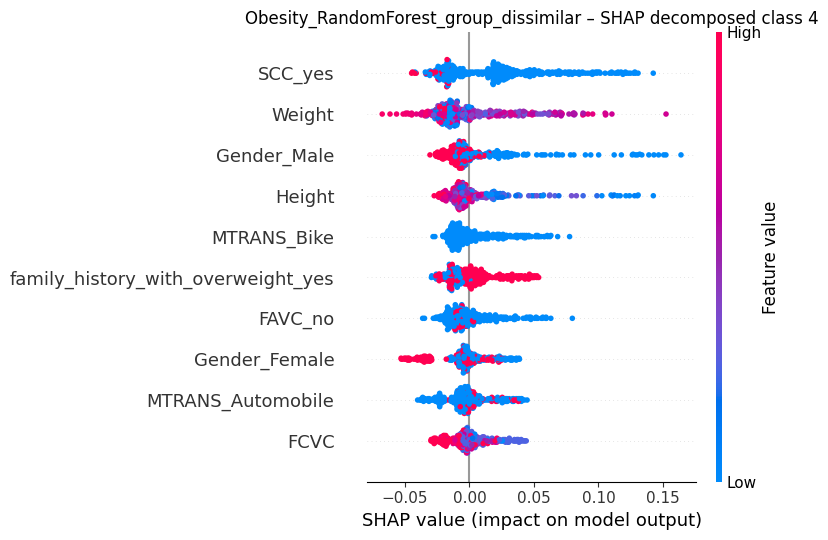 Obesity_RandomForest_group_dissimilar – SHAP decomposed class 4
High
SCC_yes
Weight
Gender_Male
Height
MTRANS_Bike
family_history_with_overweight_yes
FAVC_no
Gender_Female
MTRANS_Automobile
FCVC
Feature value
Low
−0.05 0.00 0.05 0.10 0.15
SHAP value (impact on model output)